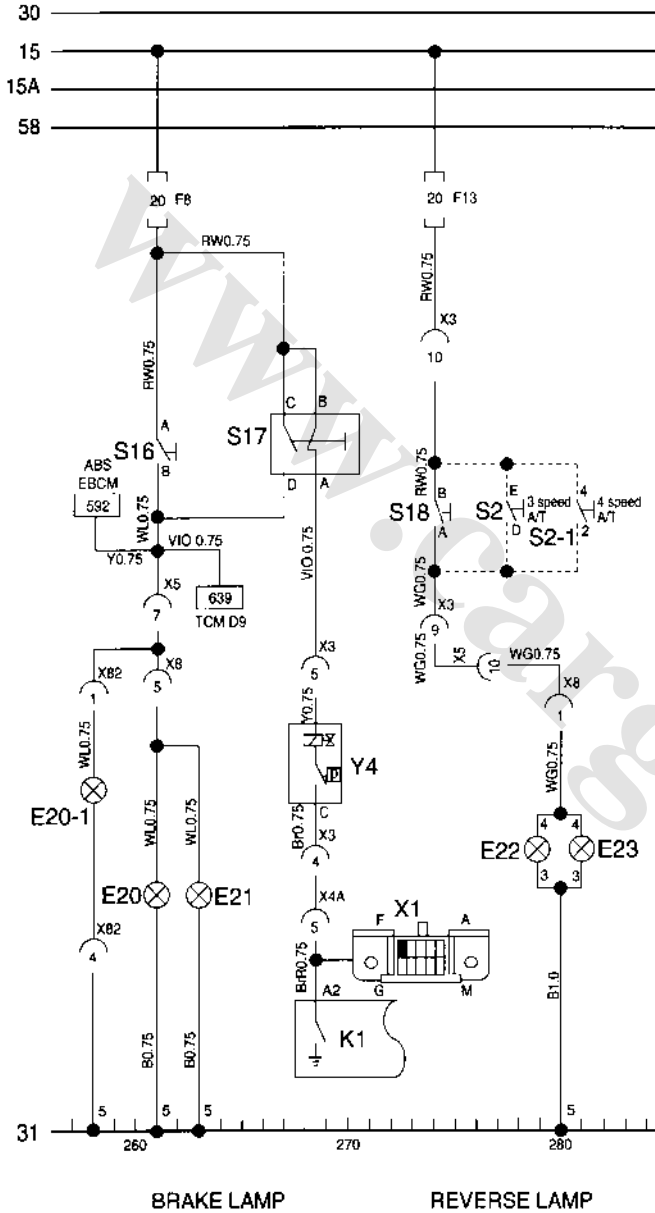 30
15
15A
58
20 F8
20 F13
RW0.75
RW0.75
X3
10
RW0.75
C
B
A
S16
B
S17
D
A
ABS
EBCM
592
WL0.75
Y0.75
VIO 0.75
639
TCM D9
VIO 0.75
RW0.75
B
S18
A
E
S2
3 speed
A/T
D
4
4 speed
A/T
S2-1
2
WG0.75
X3
9
WG0.75
X5
10
WG0.75
X8
1
X5
7
X82
1
X8
5
X3
5
Y0.75
P
Y4
C
Br0.75
X3
4
X4A
5
WL0.75
E20-1
WL0.75
WL0.75
E20
E21
WG0.75
4
4
E22
E23
3
3
X82
4
X1
F
A
G
M
BrR0.75
A2
K1
B0.75
B0.75
B1.0
5
5
5
5
31
260
270
280
BRAKE LAMP
REVERSE LAMP
www.carg